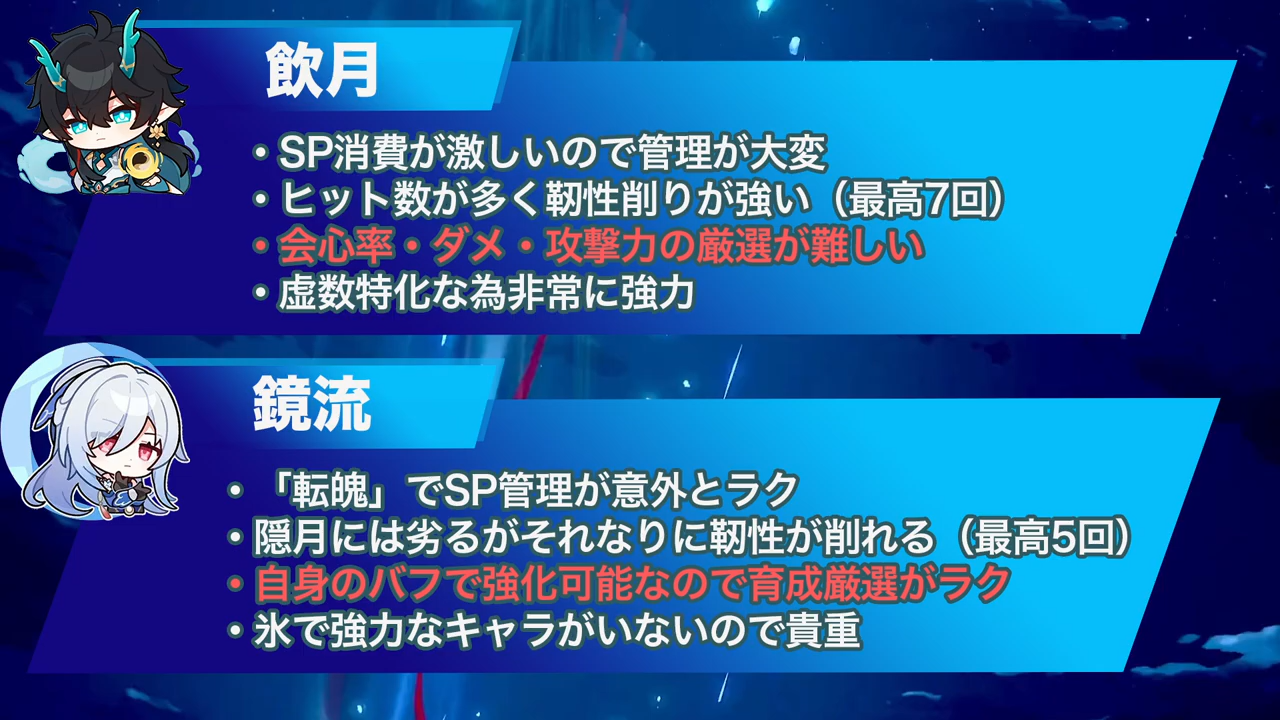 飲月
・SP消費が激しいので管理が大変
・ヒット数が多く靭性削りが強い（最高7回）
・会心率・ダメ・攻撃力の厳選が難しい
・虚数特化な為非常に強力
鏡流
・「転魄」でSP管理が意外とラク
・隠月には劣るがそれなりに靭性が削れる（最高5回）
・自身のバフで強化可能なので育成厳選がラク
・氷で強力なキャラがいないので貴重